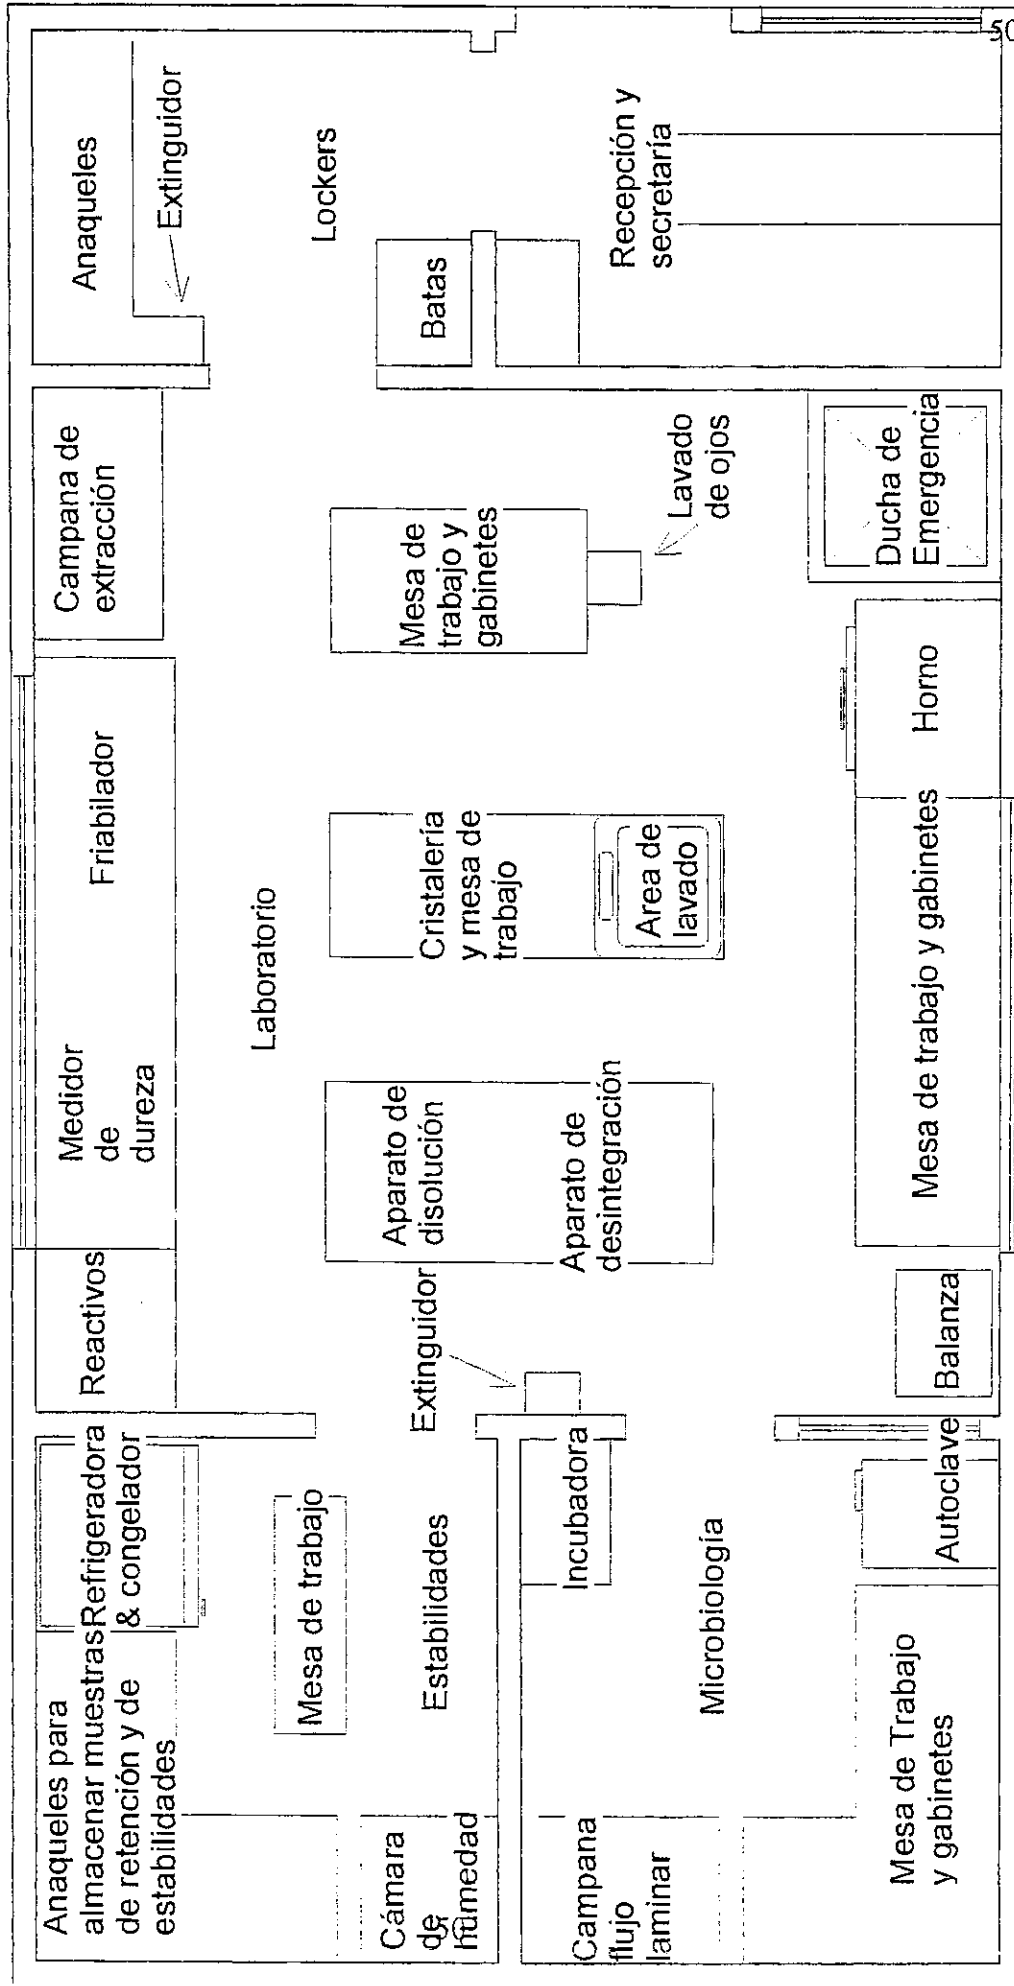 Anaqueles para
almacenar muestras
de retención y de
estabilidades
Refrigeradora
& congelador
Reactivos
Medidor
de
dureza
Friabilador
Campana de
extracción
Anaqueles
Extinguidor
Mesa de trabajo
Laboratorio
Lockers
Cámara
de
humedad
Estabilidades
Extinguidor
Aparato de
disolución
Aparato de
desintegración
Cristalería
y mesa de
trabajo
Area de
lavado
Mesa de
trabajo y
gabinetes
Lavado
de ojos
Batas
Recepción y
secretaría
Campana
flujo
laminar
Incubadora
Microbiología
Mesa de Trabajo
y gabinetes
Autoclave
Balanza
Mesa de trabajo y gabinetes
Horno
Ducha de
Emergencia
50